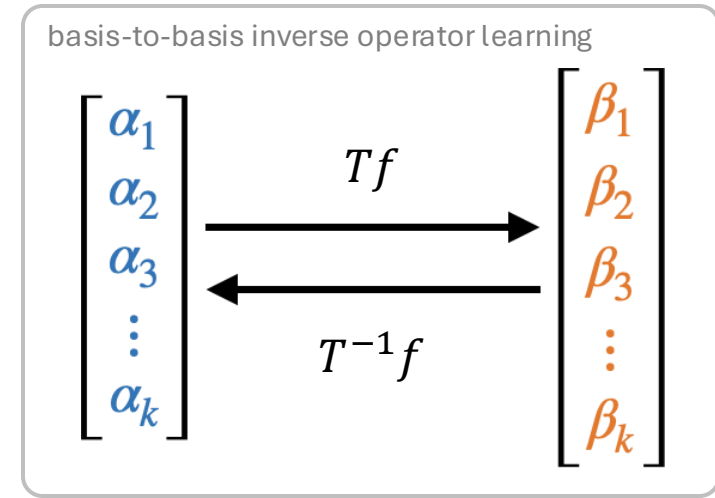 basis-to-basis inverse operator learning
α₁
α₂
α₃
⋮
αₖ
Tf
T⁻¹f
β₁
β₂
β₃
⋮
βₖ